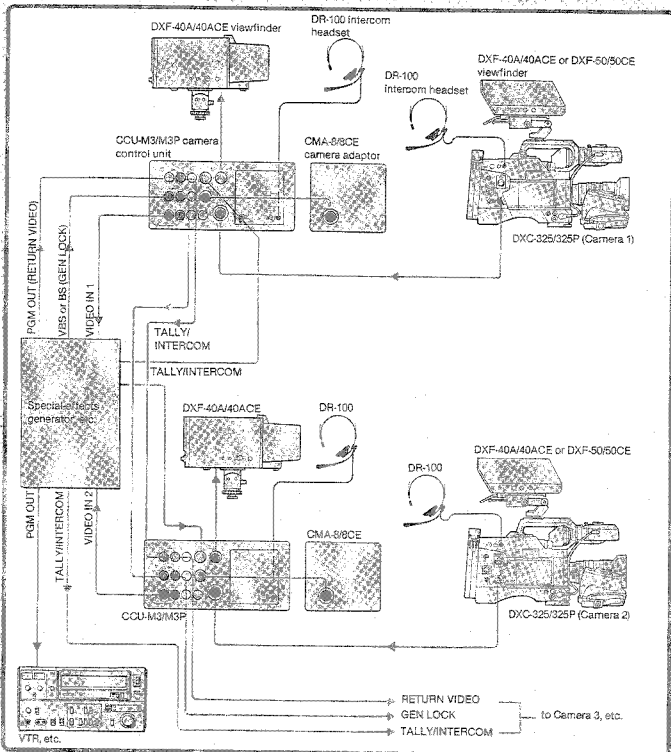 DXF-40A/40ACE viewfinder
DR-100 intercom
headset
DR-100
intercom headset
DXF-40A/40ACE or DXF-50/50CE
viewfinder
CCU-M3/M3P camera
control unit
CMA-8/8CE
camera adaptor
DXC-325/325P (Camera 1)
PGM OUT (RETURN VIDEO)
VBS or BS (GEN LOCK)
VIDEO IN 1
TALLY/
INTERCOM
TALLY/INTERCOM
Special-effects
generator, etc.
DXF-40A/40ACE
DR-100
DR-100
DXF-40A/40ACE or DXF-50/50CE
PGM OUT
TALLY/INTERCOM
VIDEO IN 2
CMA-8/8CE
CCU-M3/M3P
DXC-325/325P (Camera 2)
RETURN VIDEO
GEN LOCK
TALLY/INTERCOM
to Camera 3, etc.
VTR, etc.